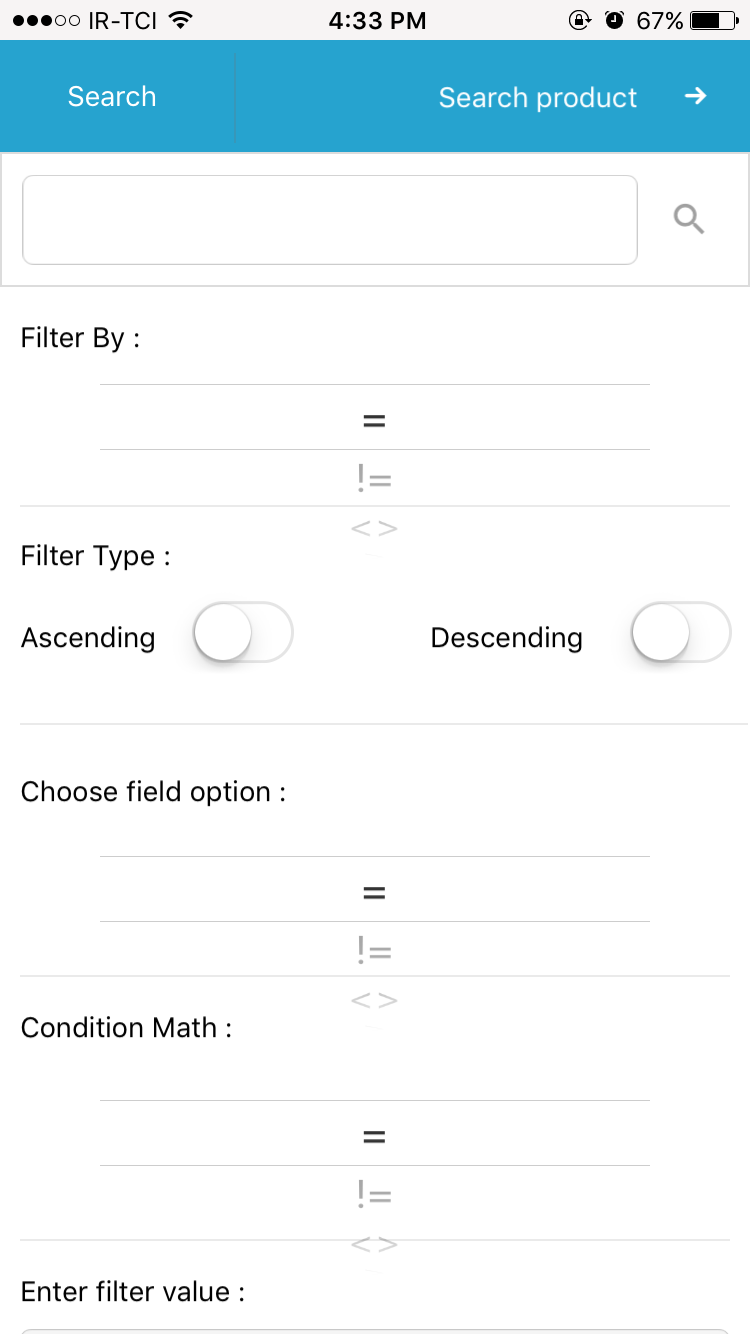 IR-TCI 4:33 PM 67%
Search Search product →
Filter By :
=
!=
<>
Filter Type :
Ascending Descending
Choose field option :
=
!=
<>
Condition Math :
=
!=
<>
Enter filter value :